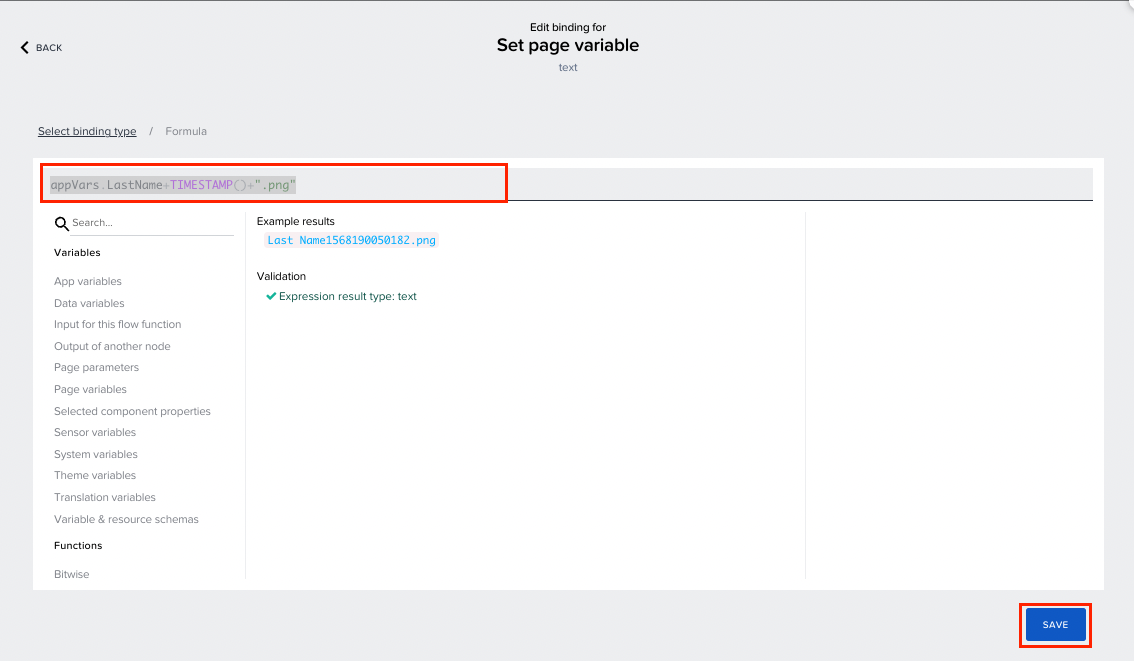 Edit binding for
BACK
Set page variable
text
Select binding type / Formula
appVars.LastName+TIMESTAMP()+".png"
Search...
Variables
App variables
Data variables
Input for this flow function
Output of another node
Page parameters
Page variables
Selected component properties
Sensor variables
System variables
Theme variables
Translation variables
Variable & resource schemas
Functions
Bitwise
Example results
Last Name1568190050182.png
Validation
Expression result type: text
SAVE